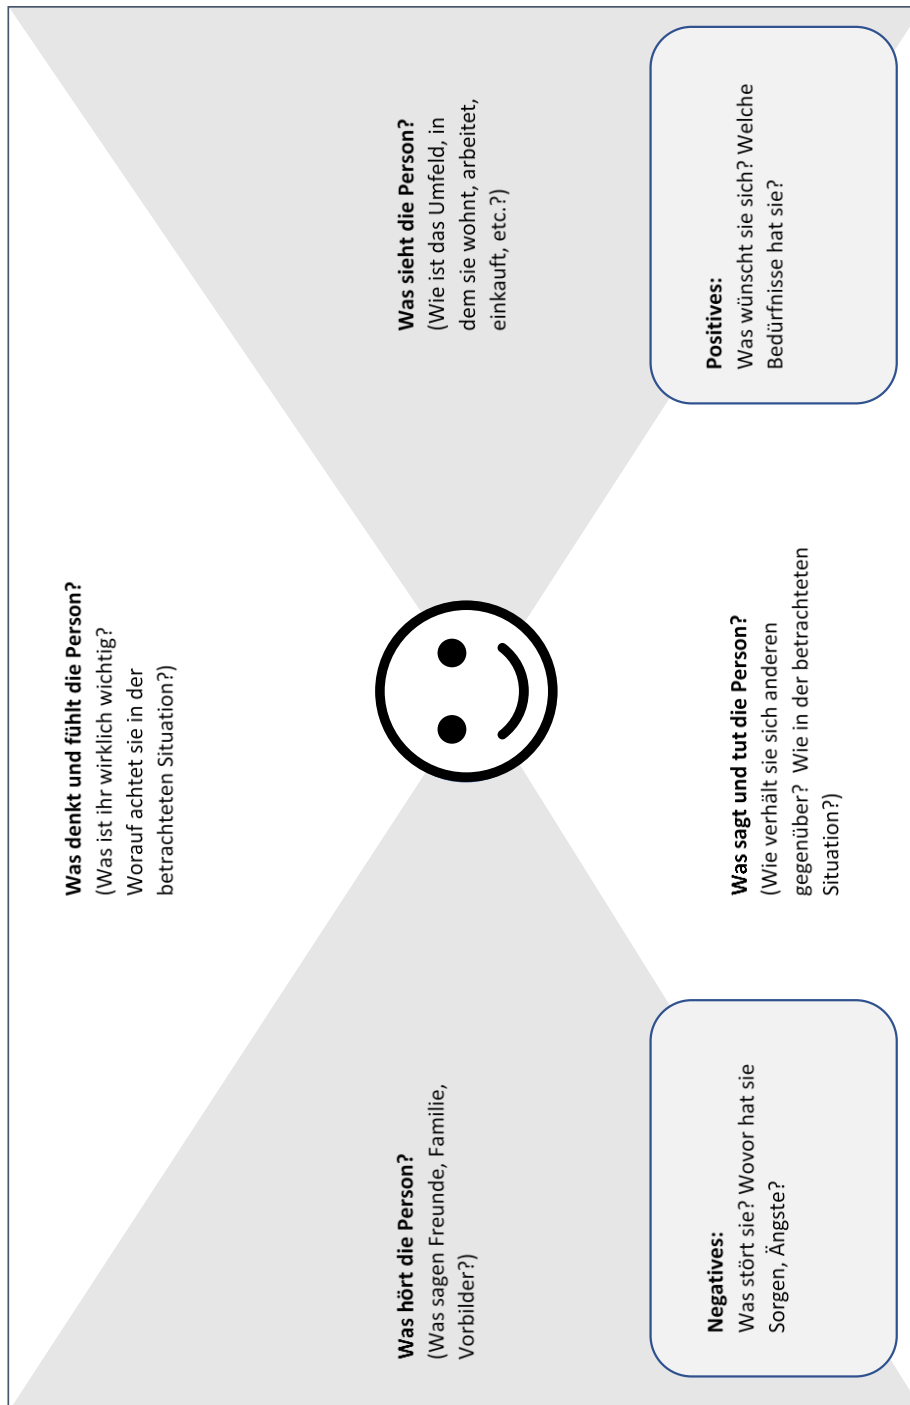 Was denkt und fühlt die Person?
(Was ist ihr wirklich wichtig?
Worauf achtet sie in der
betrachteten Situation?)
Was hört die Person?
(Was sagen Freunde, Familie,
Vorbilder?)
Was sieht die Person?
(Wie ist das Umfeld, in
dem sie wohnt, arbeitet,
einkauft, etc.?)
Negatives:
Was stört sie? Wovor hat sie
Sorgen, Ängste?
Was sagt und tut die Person?
(Wie verhält sie sich anderen
gegenüber?  Wie in der betrachteten
Situation?)
Positives:
Was wünscht sie sich? Welche
Bedürfnisse hat sie?